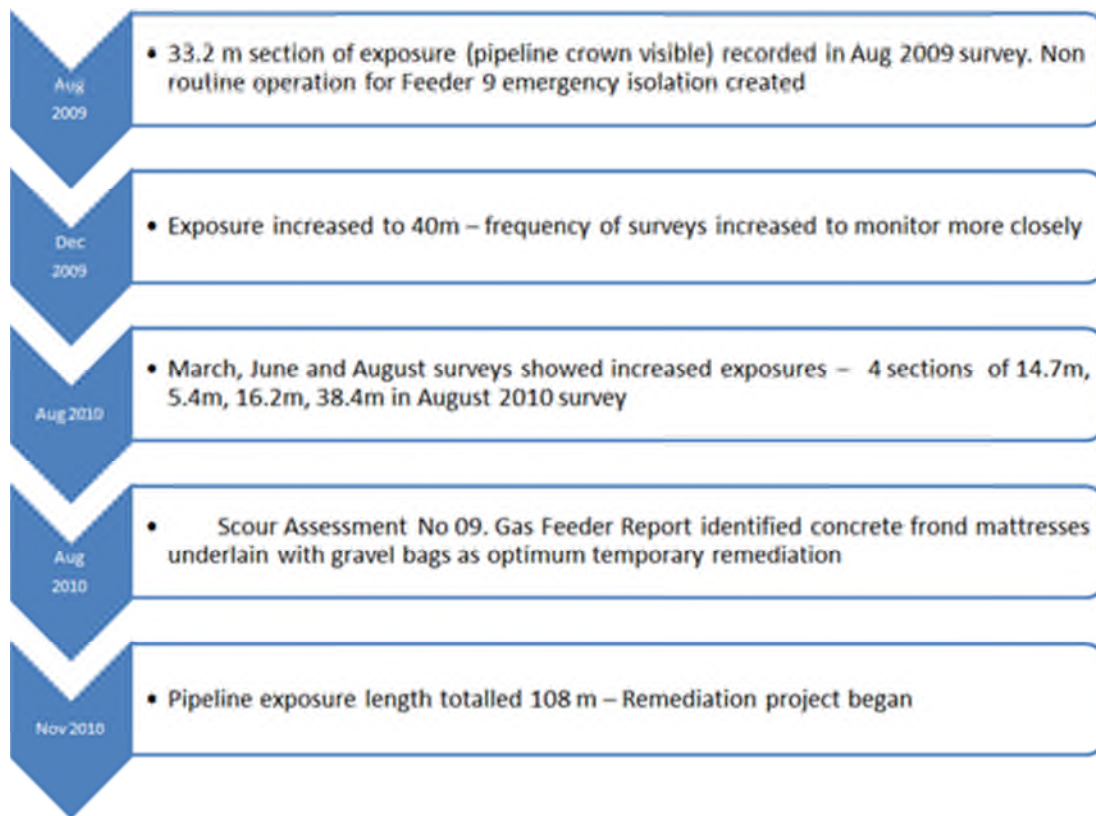 Aug
2009
• 33.2 m section of exposure (pipeline crown visible) recorded in Aug 2009 survey. Non
routine operation for Feeder 9 emergency isolation created
Dec
2009
• Exposure increased to 40m – frequency of surveys increased to monitor more closely
Aug 2010
• March, June and August surveys showed increased exposures – 4 sections of 14.7m,
5.4m, 16.2m, 38.4m in August 2010 survey
Aug
2010
• Scour Assessment No 09. Gas Feeder Report identified concrete frond mattresses
underlain with gravel bags as optimum temporary remediation
Nov 2010
• Pipeline exposure length totalled 108 m – Remediation project began